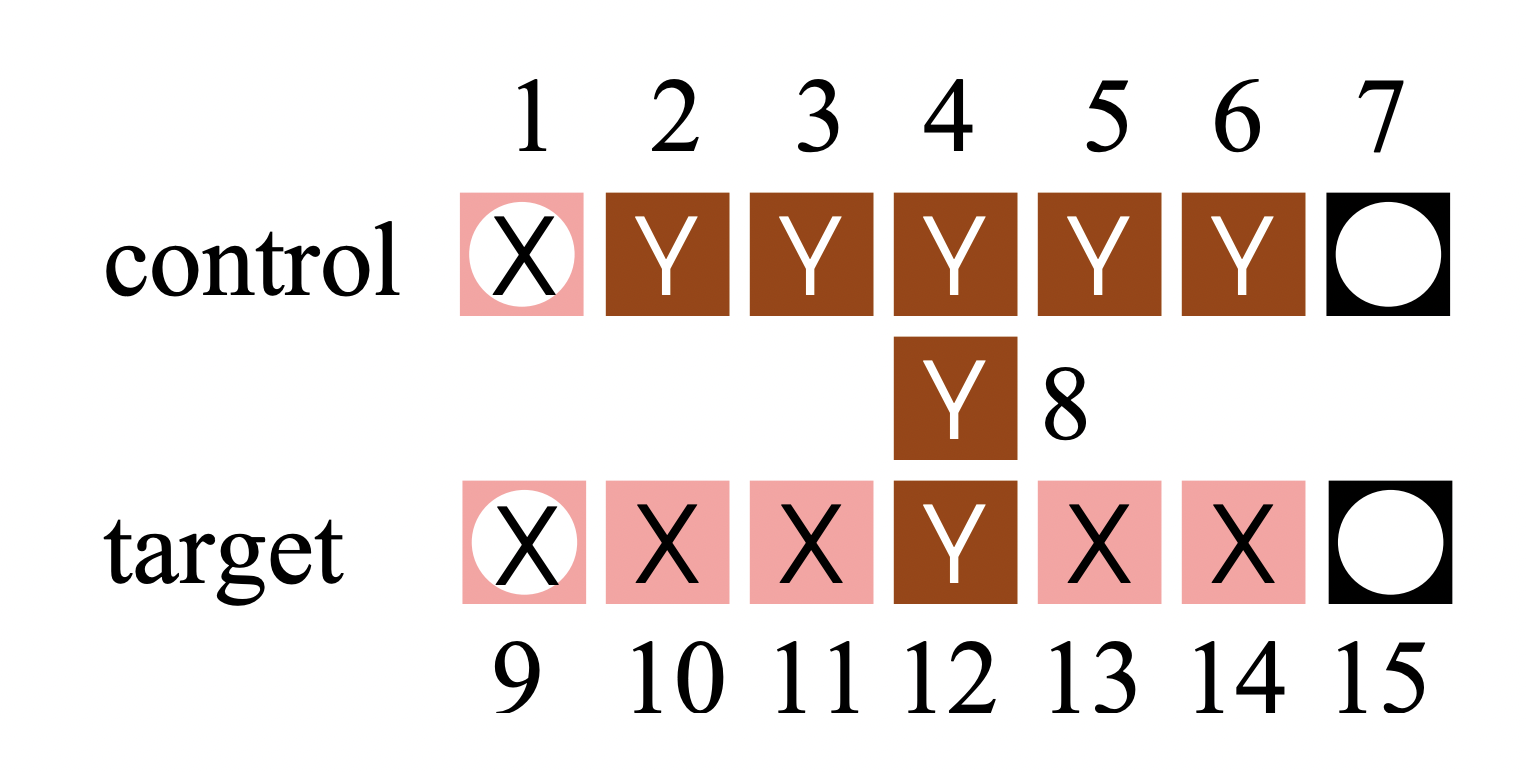 1 2 3 4 5 6 7
control X Y Y Y Y Y
Y 8
target X X X Y X X
9 10 11 12 13 14 15